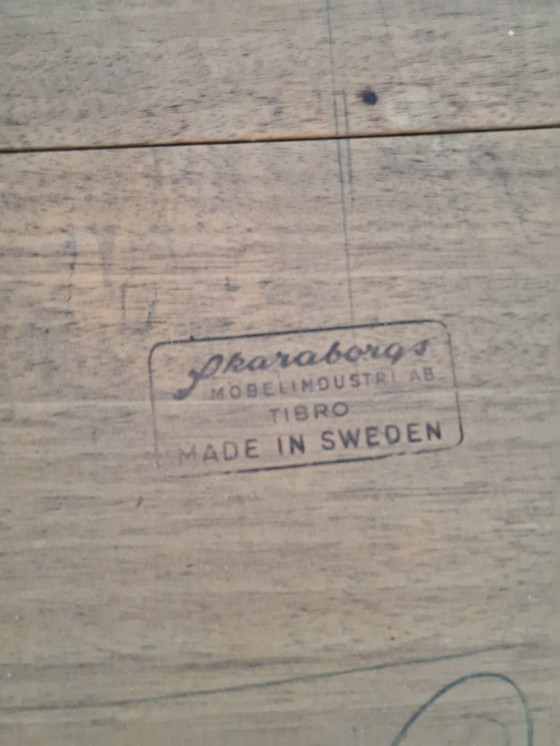 Skaraborgs
MÖBELINDUSTRI AB.
TIBRO
MADE IN SWEDEN